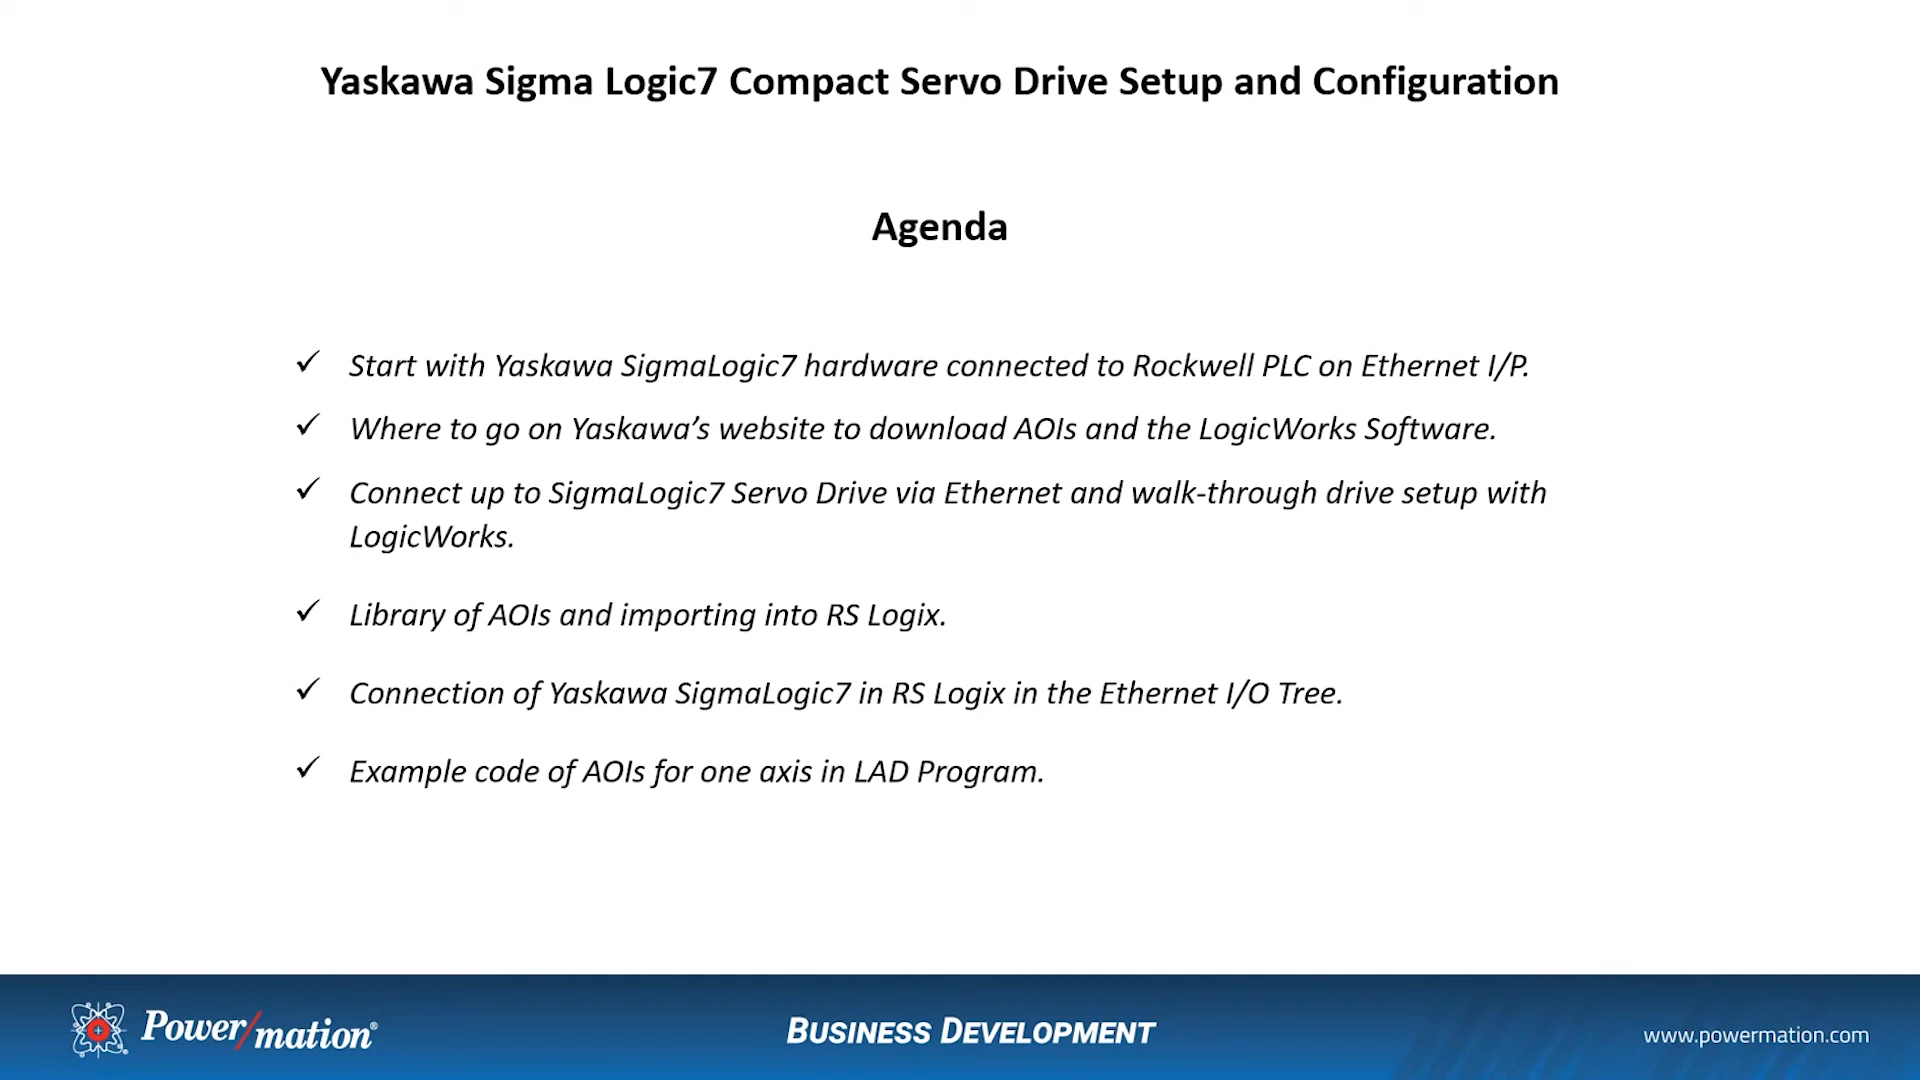 Yaskawa Sigma Logic7 Compact Servo Drive Setup and Configuration
Agenda
✓ Start with Yaskawa SigmaLogic7 hardware connected to Rockwell PLC on Ethernet I/P.
✓ Where to go on Yaskawa’s website to download AOIs and the LogicWorks Software.
✓ Connect up to SigmaLogic7 Servo Drive via Ethernet and walk-through drive setup with
LogicWorks.
✓ Library of AOIs and importing into RS Logix.
✓ Connection of Yaskawa SigmaLogic7 in RS Logix in the Ethernet I/O Tree.
✓ Example code of AOIs for one axis in LAD Program.
Power/mation®
BUSINESS DEVELOPMENT
www.powermation.com